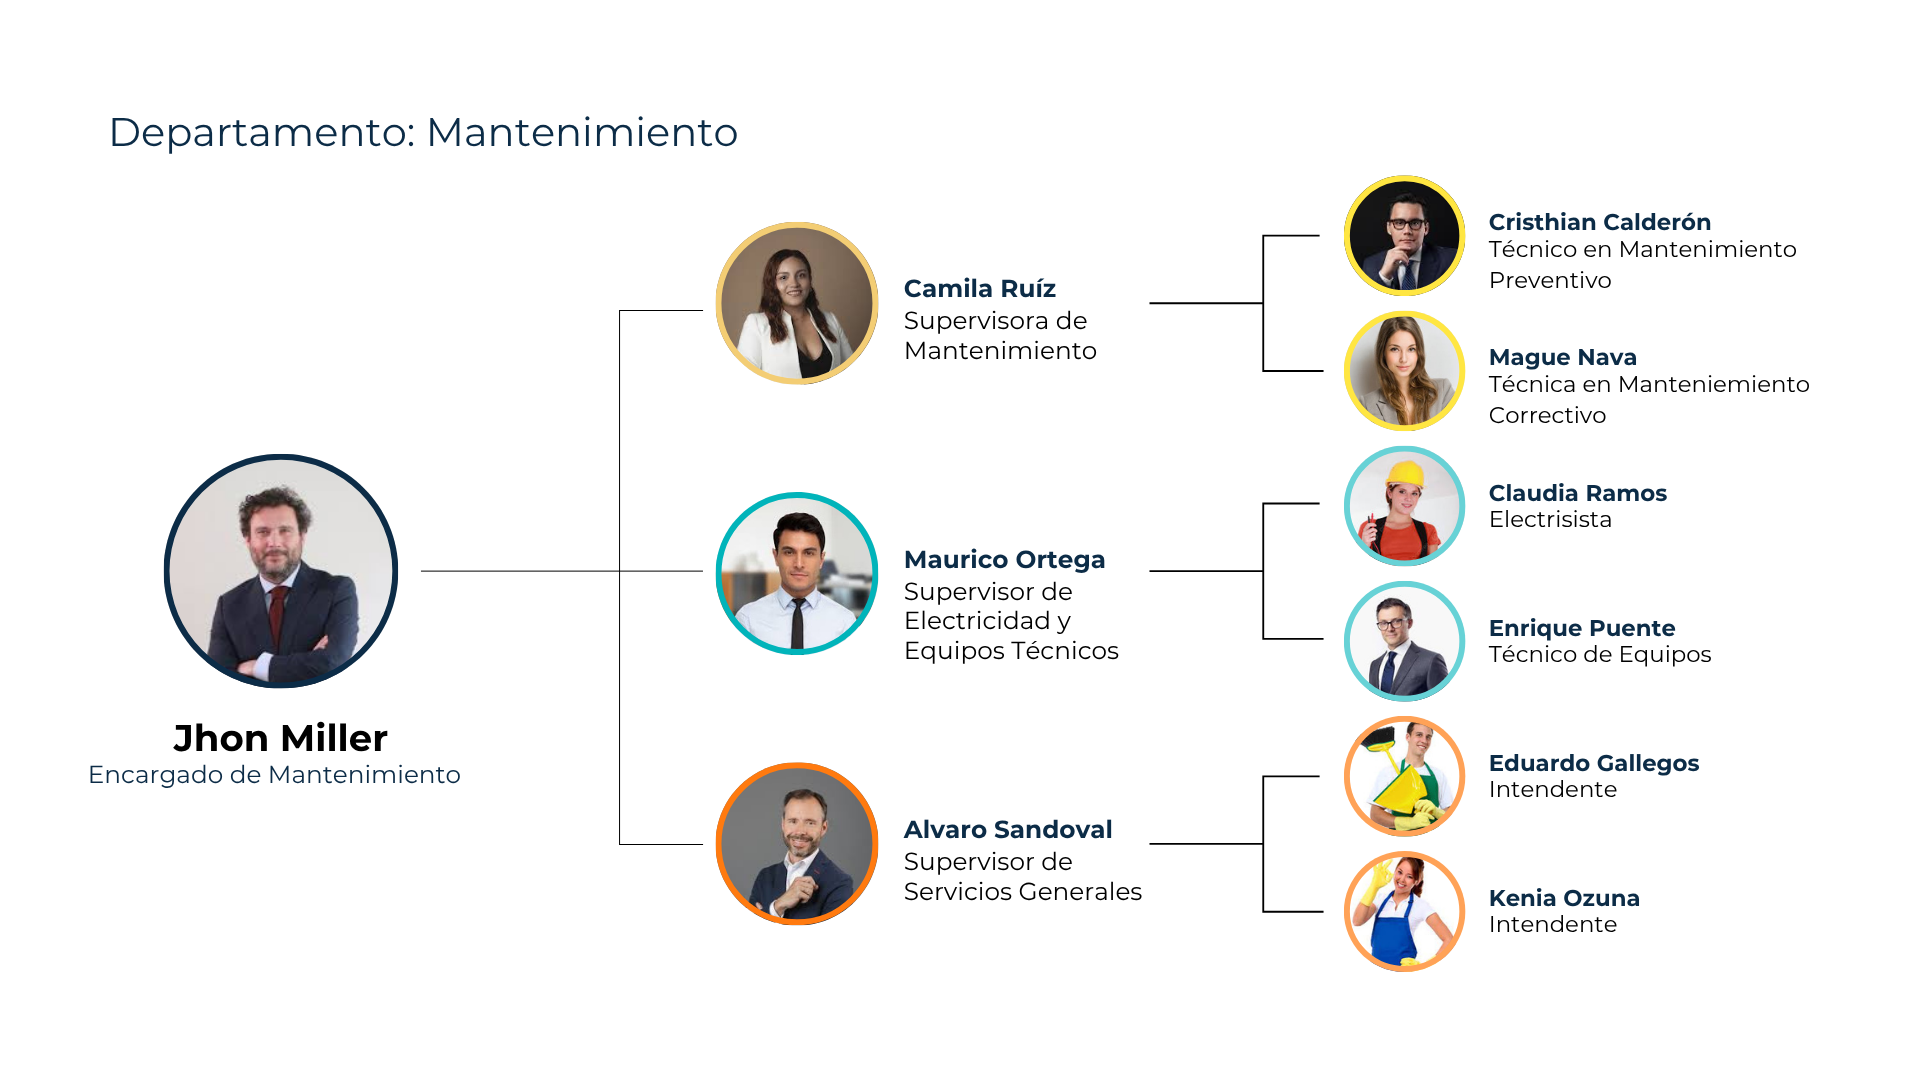 Departamento: Mantenimiento
Jhon Miller
Encargado de Mantenimiento
Camila Ruíz
Supervisora de
Mantenimiento
Maurico Ortega
Supervisor de
Electricidad y
Equipos Técnicos
Alvaro Sandoval
Supervisor de
Servicios Generales
Cristhian Calderón
Técnico en Mantenimiento
Preventivo
Mague Nava
Técnica en Manteniemiento
Correctivo
Claudia Ramos
Electrisista
Enrique Puente
Técnico de Equipos
Eduardo Gallegos
Intendente
Kenia Ozuna
Intendente